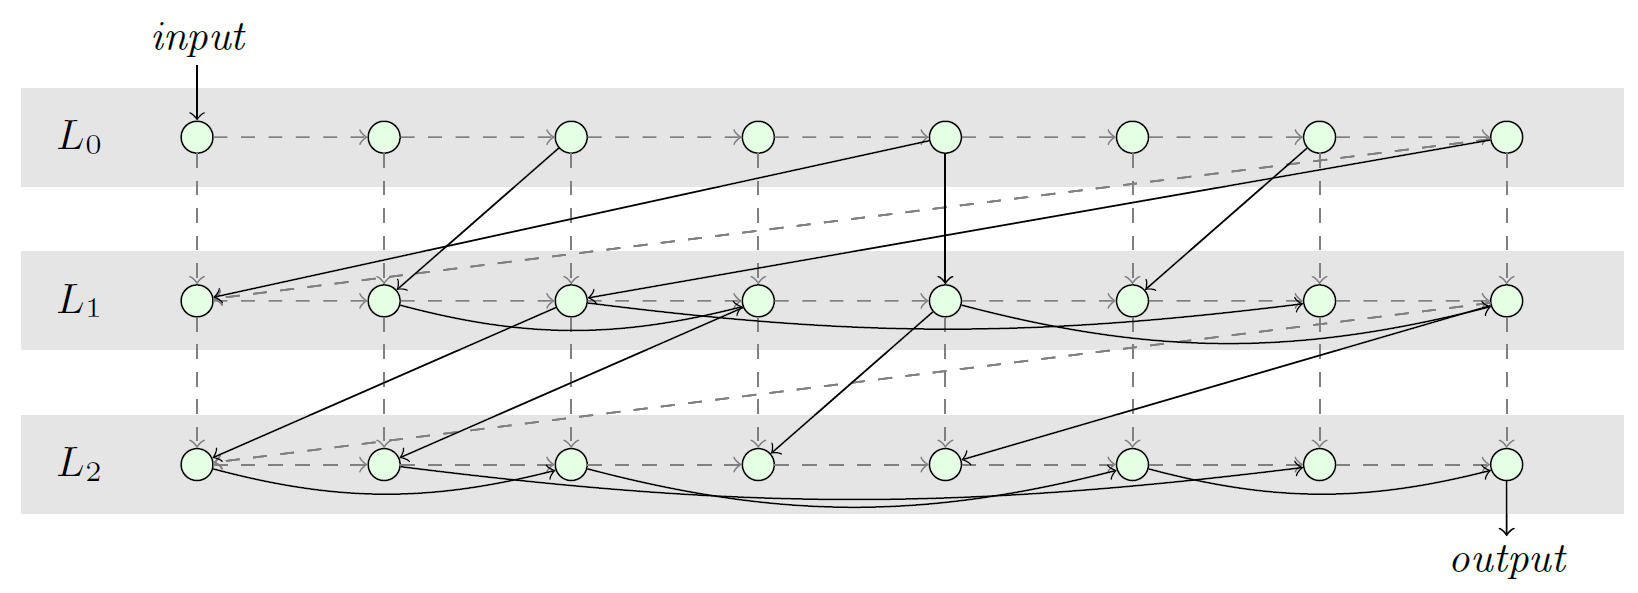 input
L₀
L₁
L₂
output